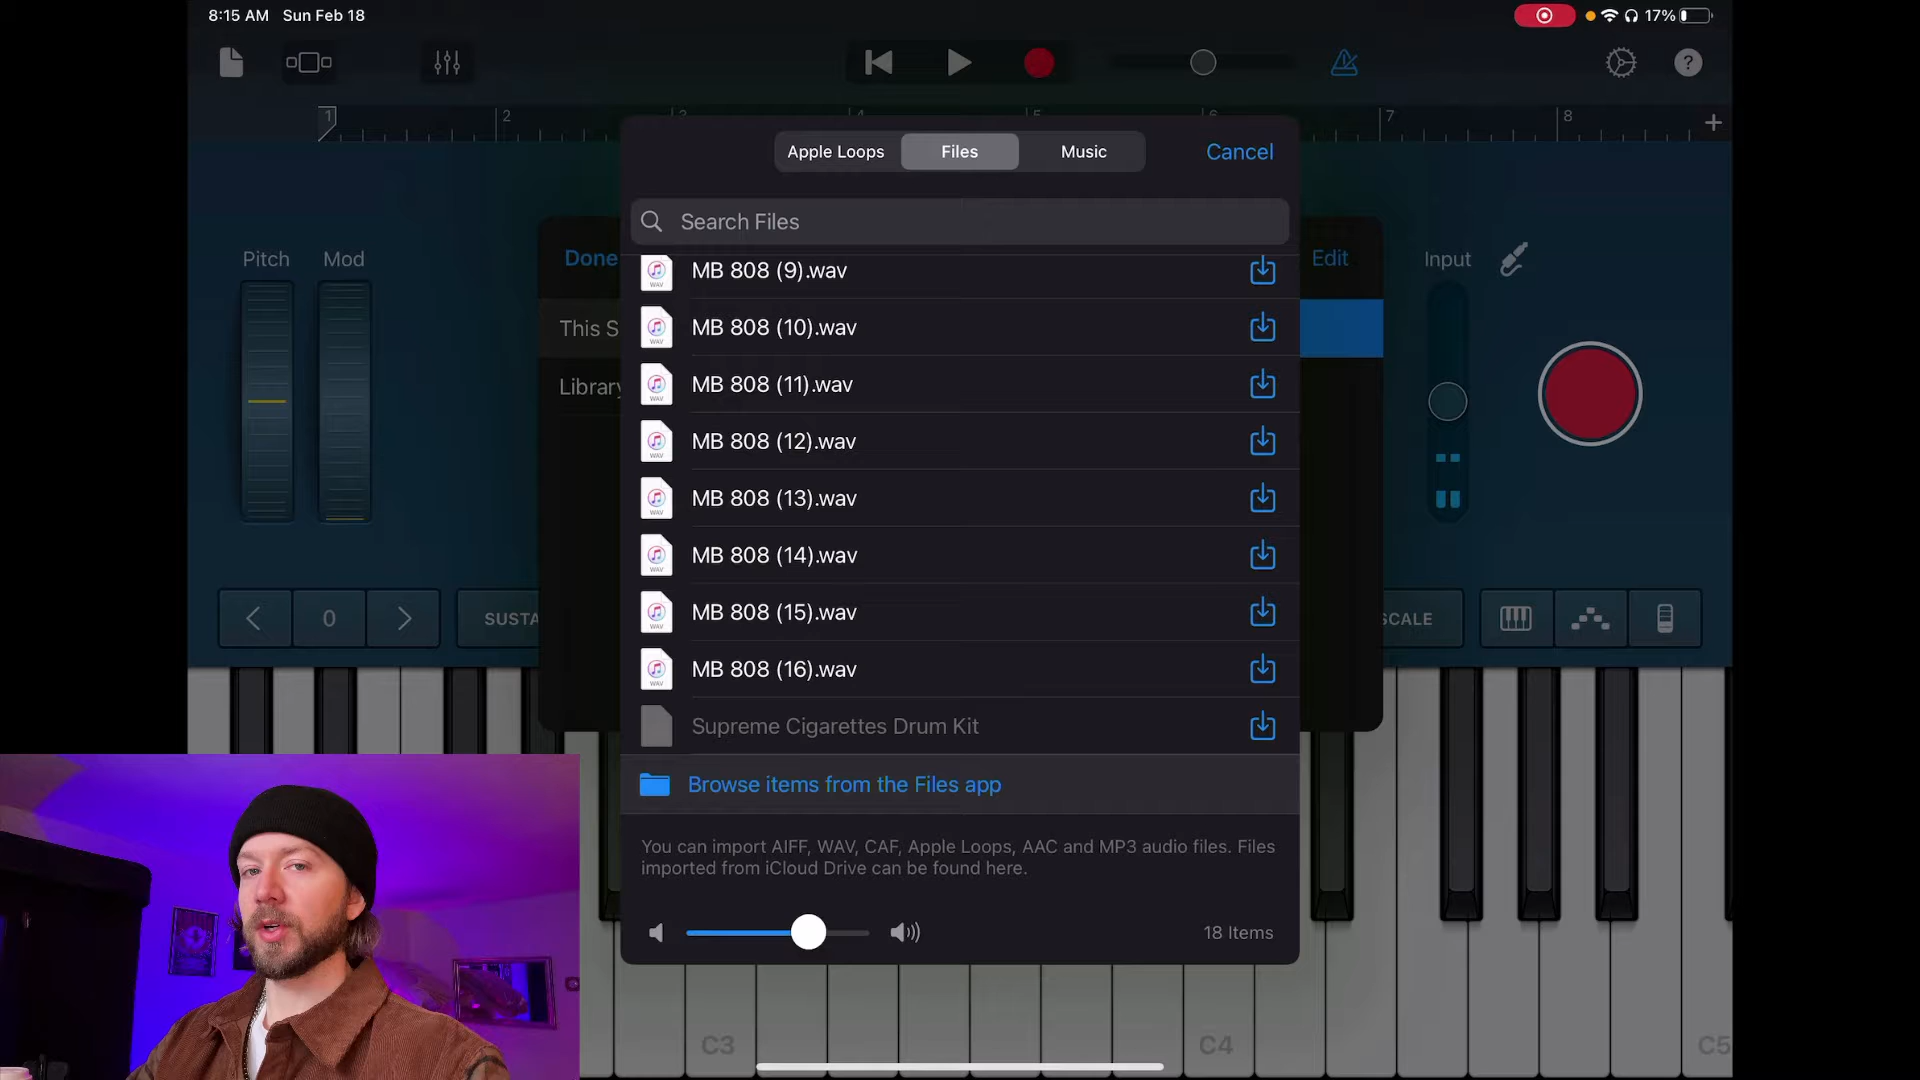 8:15 AM Sun Feb 18
17%
1 2 3 4 5 6 7 8
Apple Loops Files Music Cancel
Search Files
Pitch Mod
Done
Edit
Input
MB 808 (9).wav
This S
MB 808 (10).wav
Library
MB 808 (11).wav
MB 808 (12).wav
MB 808 (13).wav
MB 808 (14).wav
MB 808 (15).wav
0
SUSTA
SCALE
MB 808 (16).wav
Supreme Cigarettes Drum Kit
Browse items from the Files app
You can import AIFF, WAV, CAF, Apple Loops, AAC and MP3 audio files. Files
imported from iCloud Drive can be found here.
18 Items
C3 C4 C5